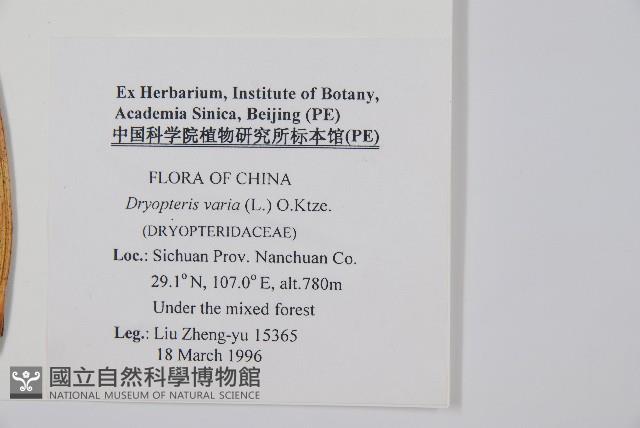 Ex Herbarium, Institute of Botany,
Academia Sinica, Beijing (PE)
中国科学院植物研究所标本馆(PE)
FLORA OF CHINA
Dryopteris varia (L.) O.Ktze.
(DRYOPTERIDACEAE)
Loc.: Sichuan Prov. Nanchuan Co.
29.1° N, 107.0° E, alt.780m
Under the mixed forest
Leg.: Liu Zheng-yu 15365
18 March 1996
國立自然科學博物館
NATIONAL MUSEUM OF NATURAL SCIENCE